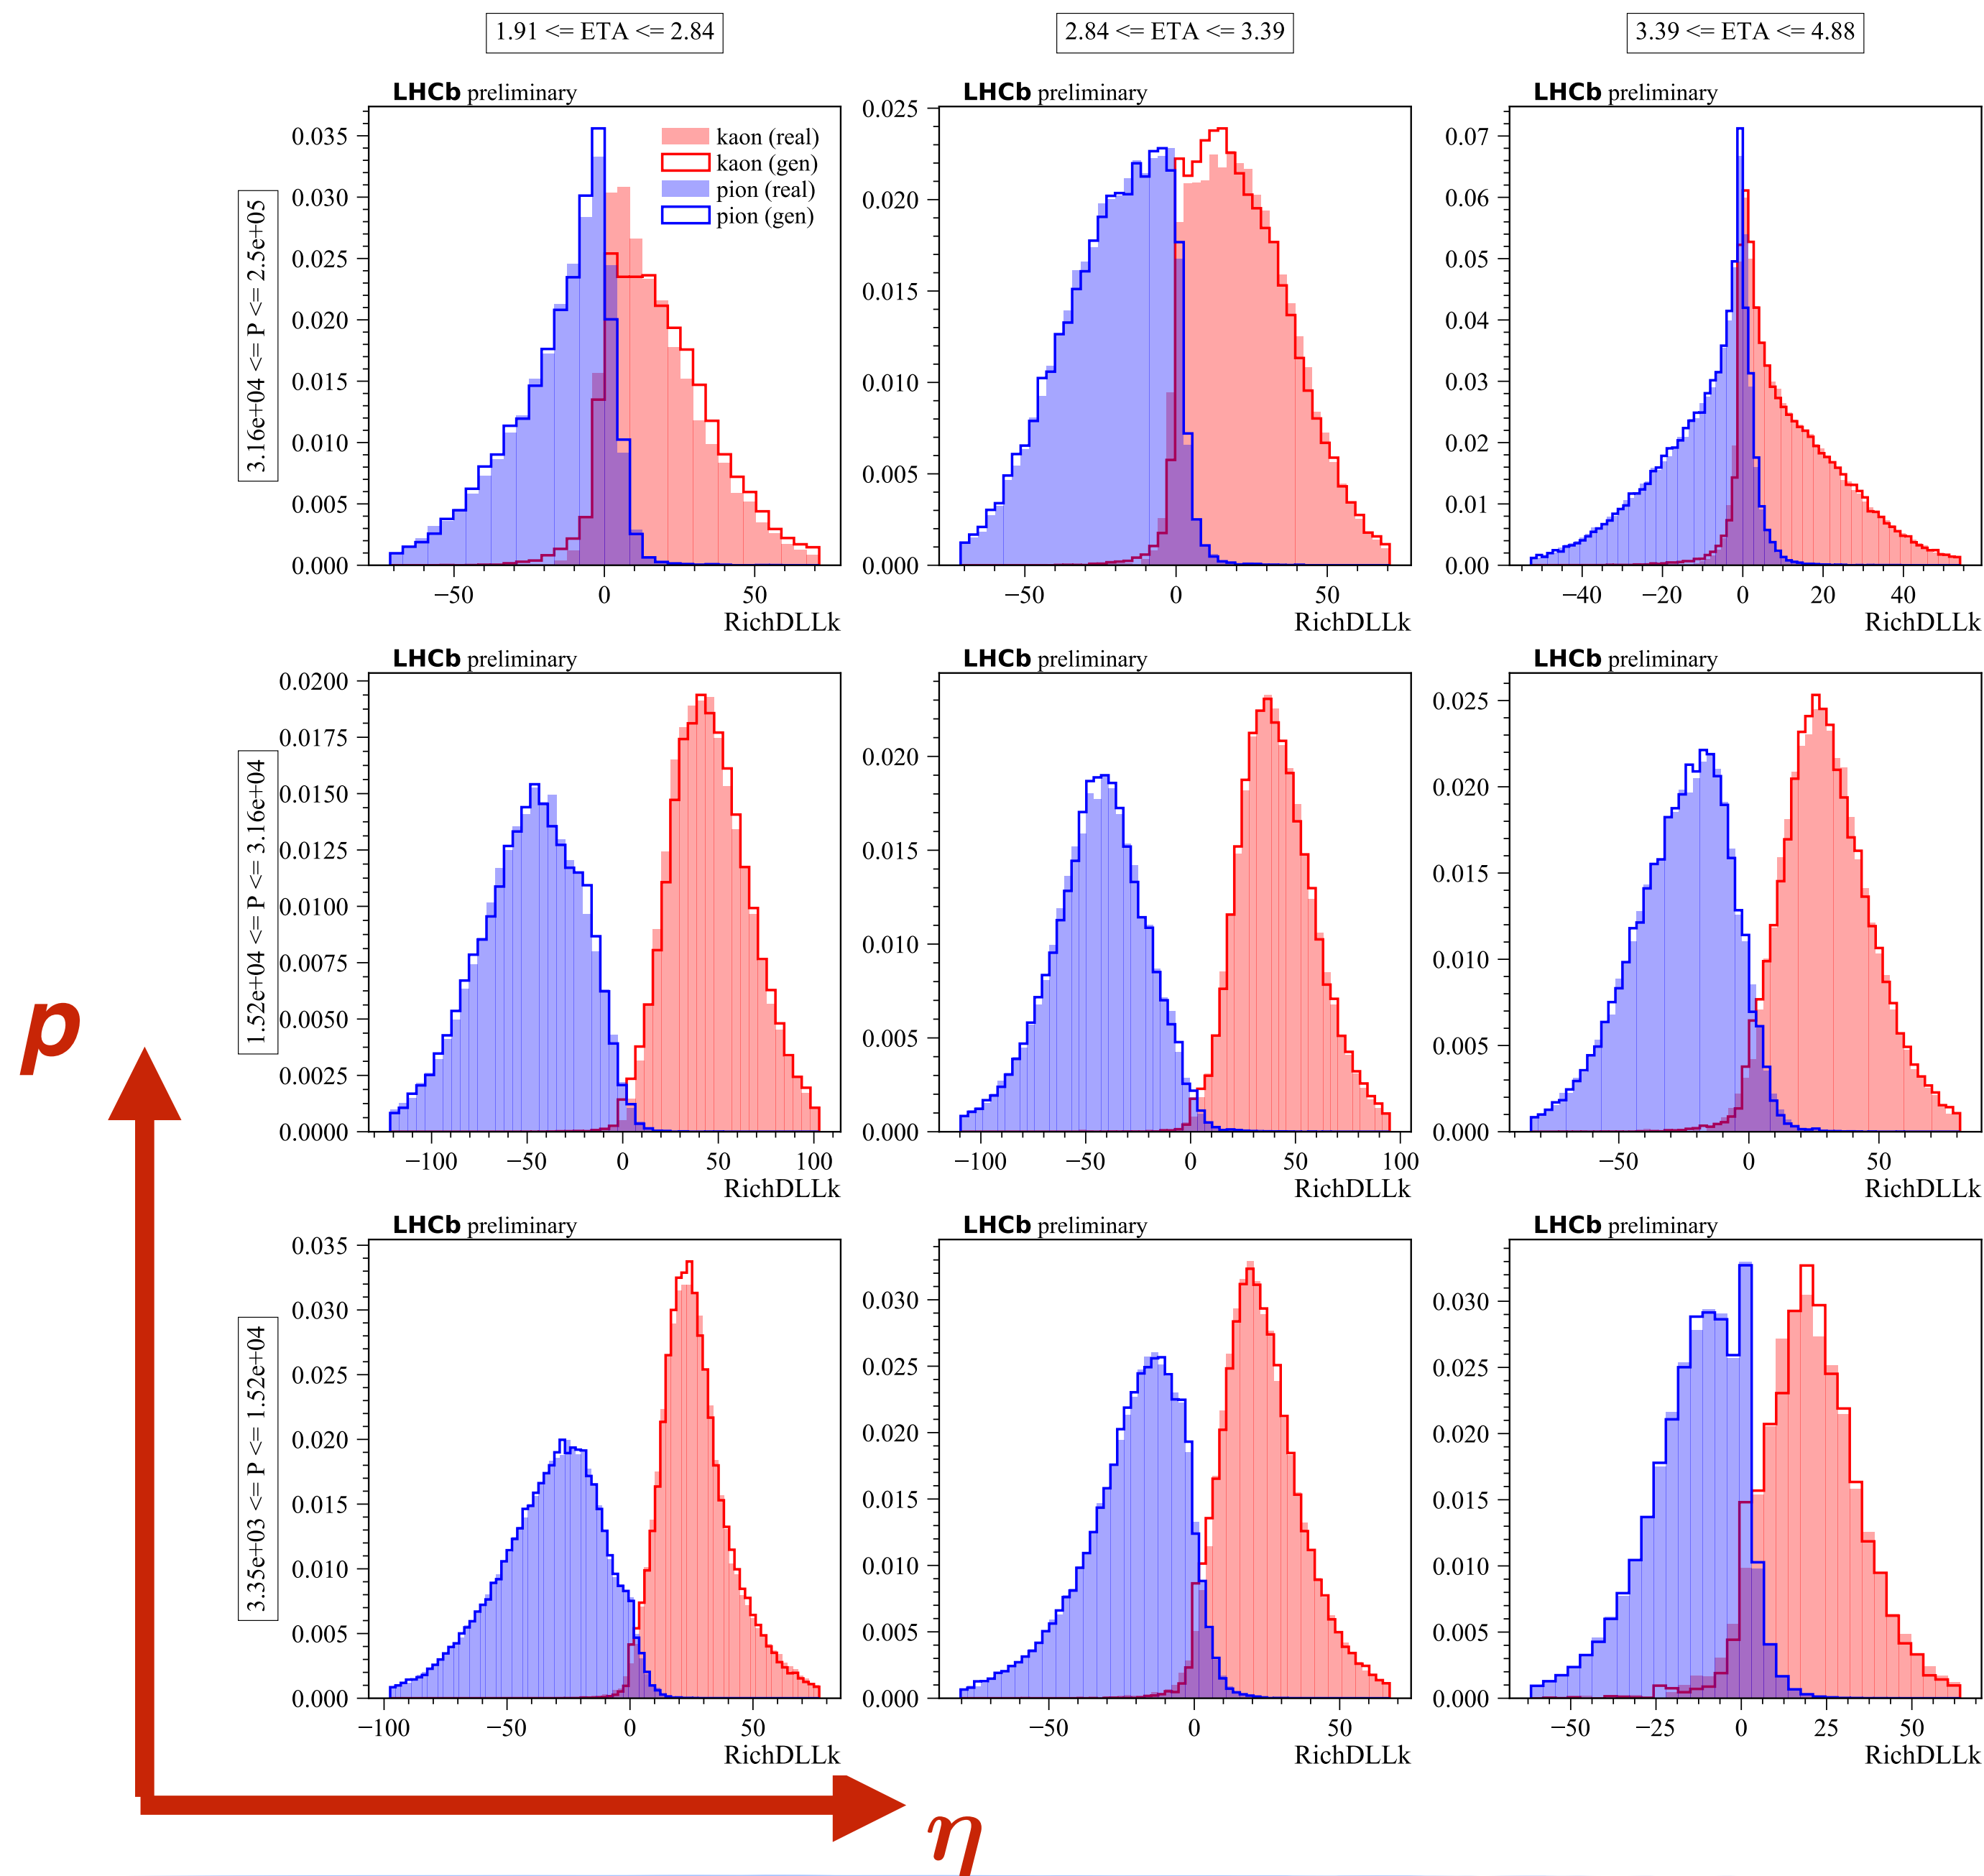 1.91 <= ETA <= 2.84
2.84 <= ETA <= 3.39
3.39 <= ETA <= 4.88
3.16e+04 <= P <= 2.5e+05
LHCb preliminary
0.035
0.030
0.025
0.020
0.015
0.010
0.005
0.000
kaon (real)
kaon (gen)
pion (real)
pion (gen)
−50 0 50
RichDLLk
LHCb preliminary
0.025
0.020
0.015
0.010
0.005
0.000
−50 0 50
RichDLLk
LHCb preliminary
0.07
0.06
0.05
0.04
0.03
0.02
0.01
0.00
−40 −20 0 20 40
RichDLLk
1.52e+04 <= P <= 3.16e+04
LHCb preliminary
0.0200
0.0175
0.0150
0.0125
0.0100
0.0075
0.0050
0.0025
0.0000
−100 −50 0 50 100
RichDLLk
LHCb preliminary
0.020
0.015
0.010
0.005
0.000
−100 −50 0 50 100
RichDLLk
LHCb preliminary
0.025
0.020
0.015
0.010
0.005
0.000
−50 0 50
RichDLLk
p
3.35e+03 <= P <= 1.52e+04
LHCb preliminary
0.035
0.030
0.025
0.020
0.015
0.010
0.005
0.000
−100 −50 0 50
RichDLLk
LHCb preliminary
0.030
0.025
0.020
0.015
0.010
0.005
0.000
−50 0 50
RichDLLk
LHCb preliminary
0.030
0.025
0.020
0.015
0.010
0.005
0.000
−50 −25 0 25 50
RichDLLk
η